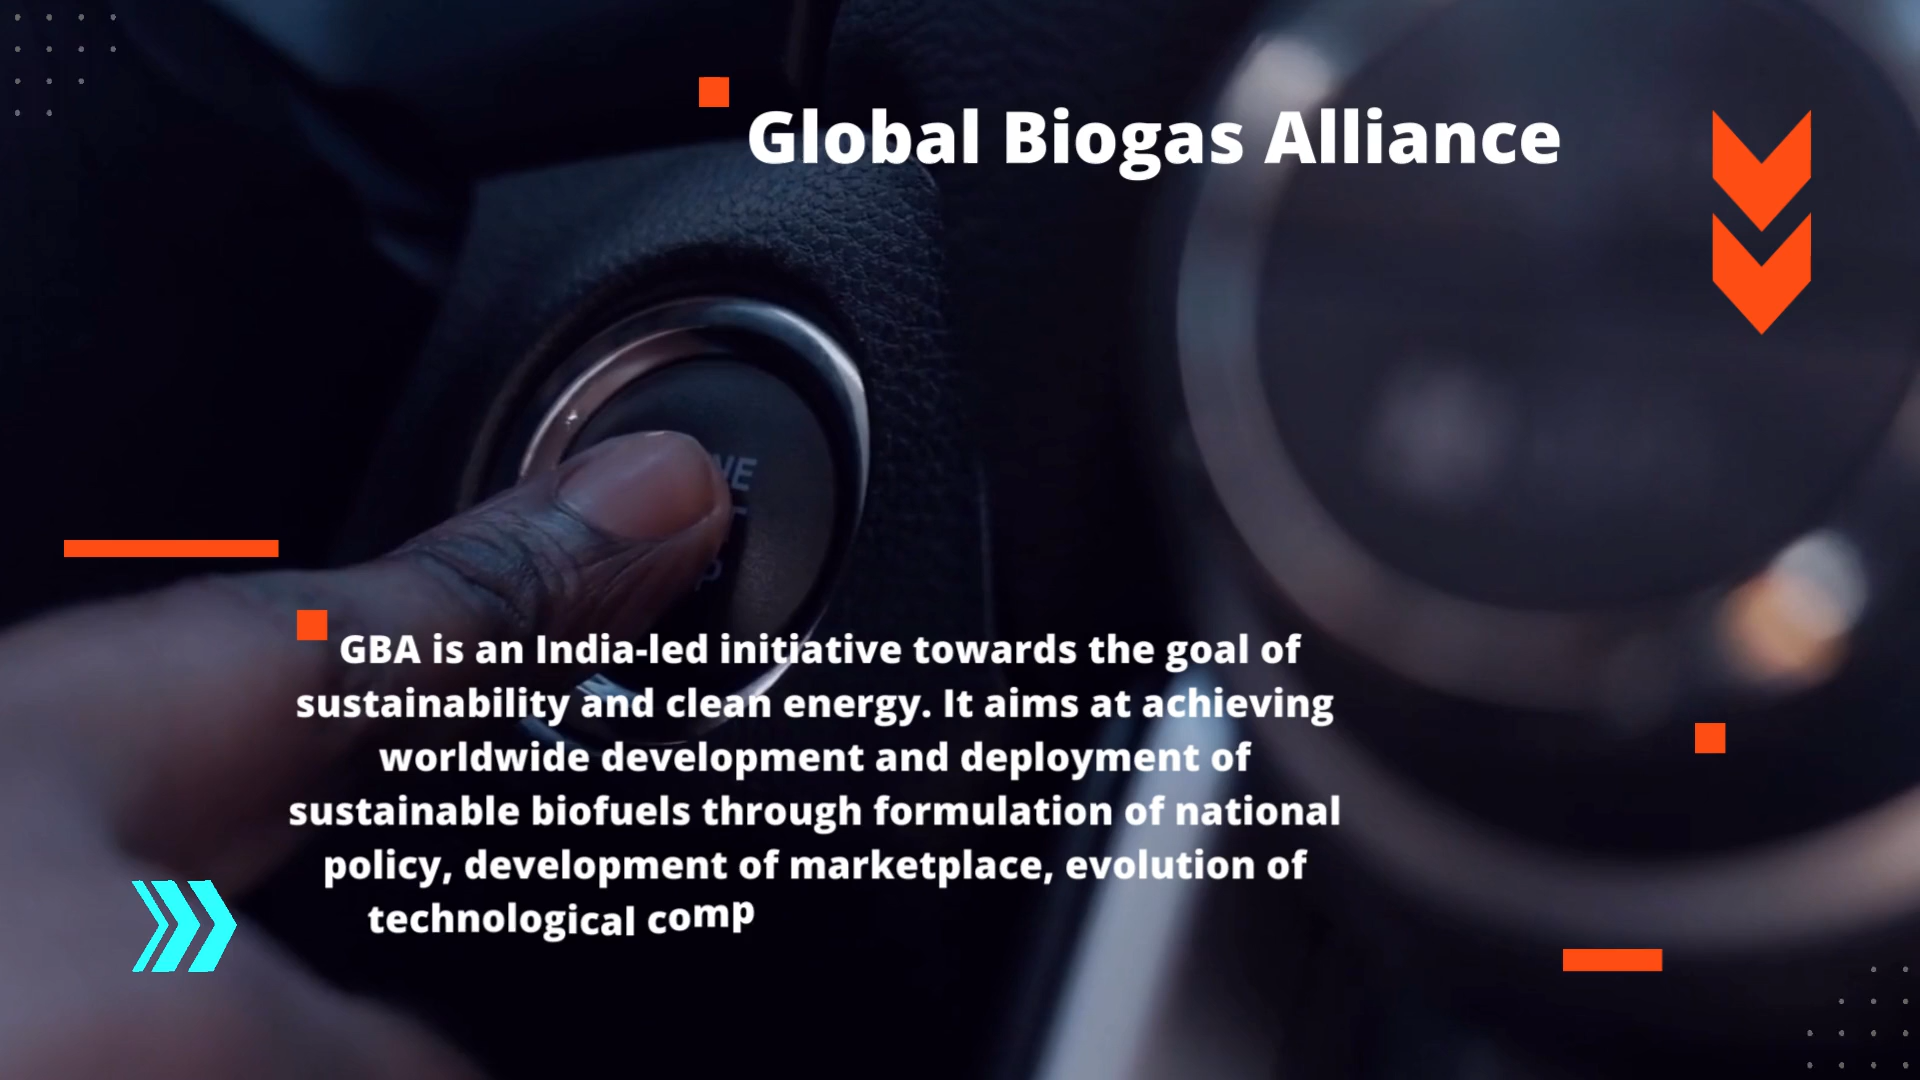 Global Biogas Alliance
GBA is an India-led initiative towards the goal of
sustainability and clean energy. It aims at achieving
worldwide development and deployment of
sustainable biofuels through formulation of national
policy, development of marketplace, evolution of
technological comp